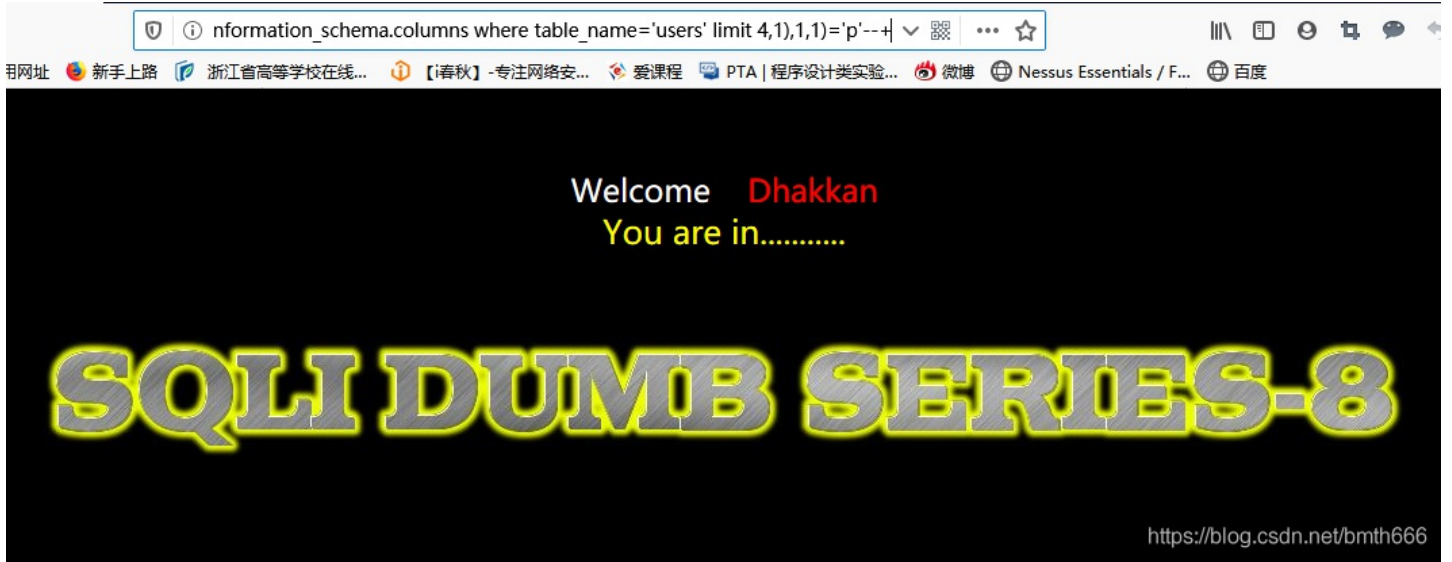 nformation_schema.columns where table_name='users' limit 4,1),1,1)='p'--+
用网址 新手上路 浙江省高等学校在线... 【i春秋】-专注网络安... 爱课程 PTA | 程序设计类实验... 微博 Nessus Essentials / F... 百度
Welcome Dhakkan
You are in...........
SQLI DUMB SERIES-8
https://blog.csdn.net/bmth666